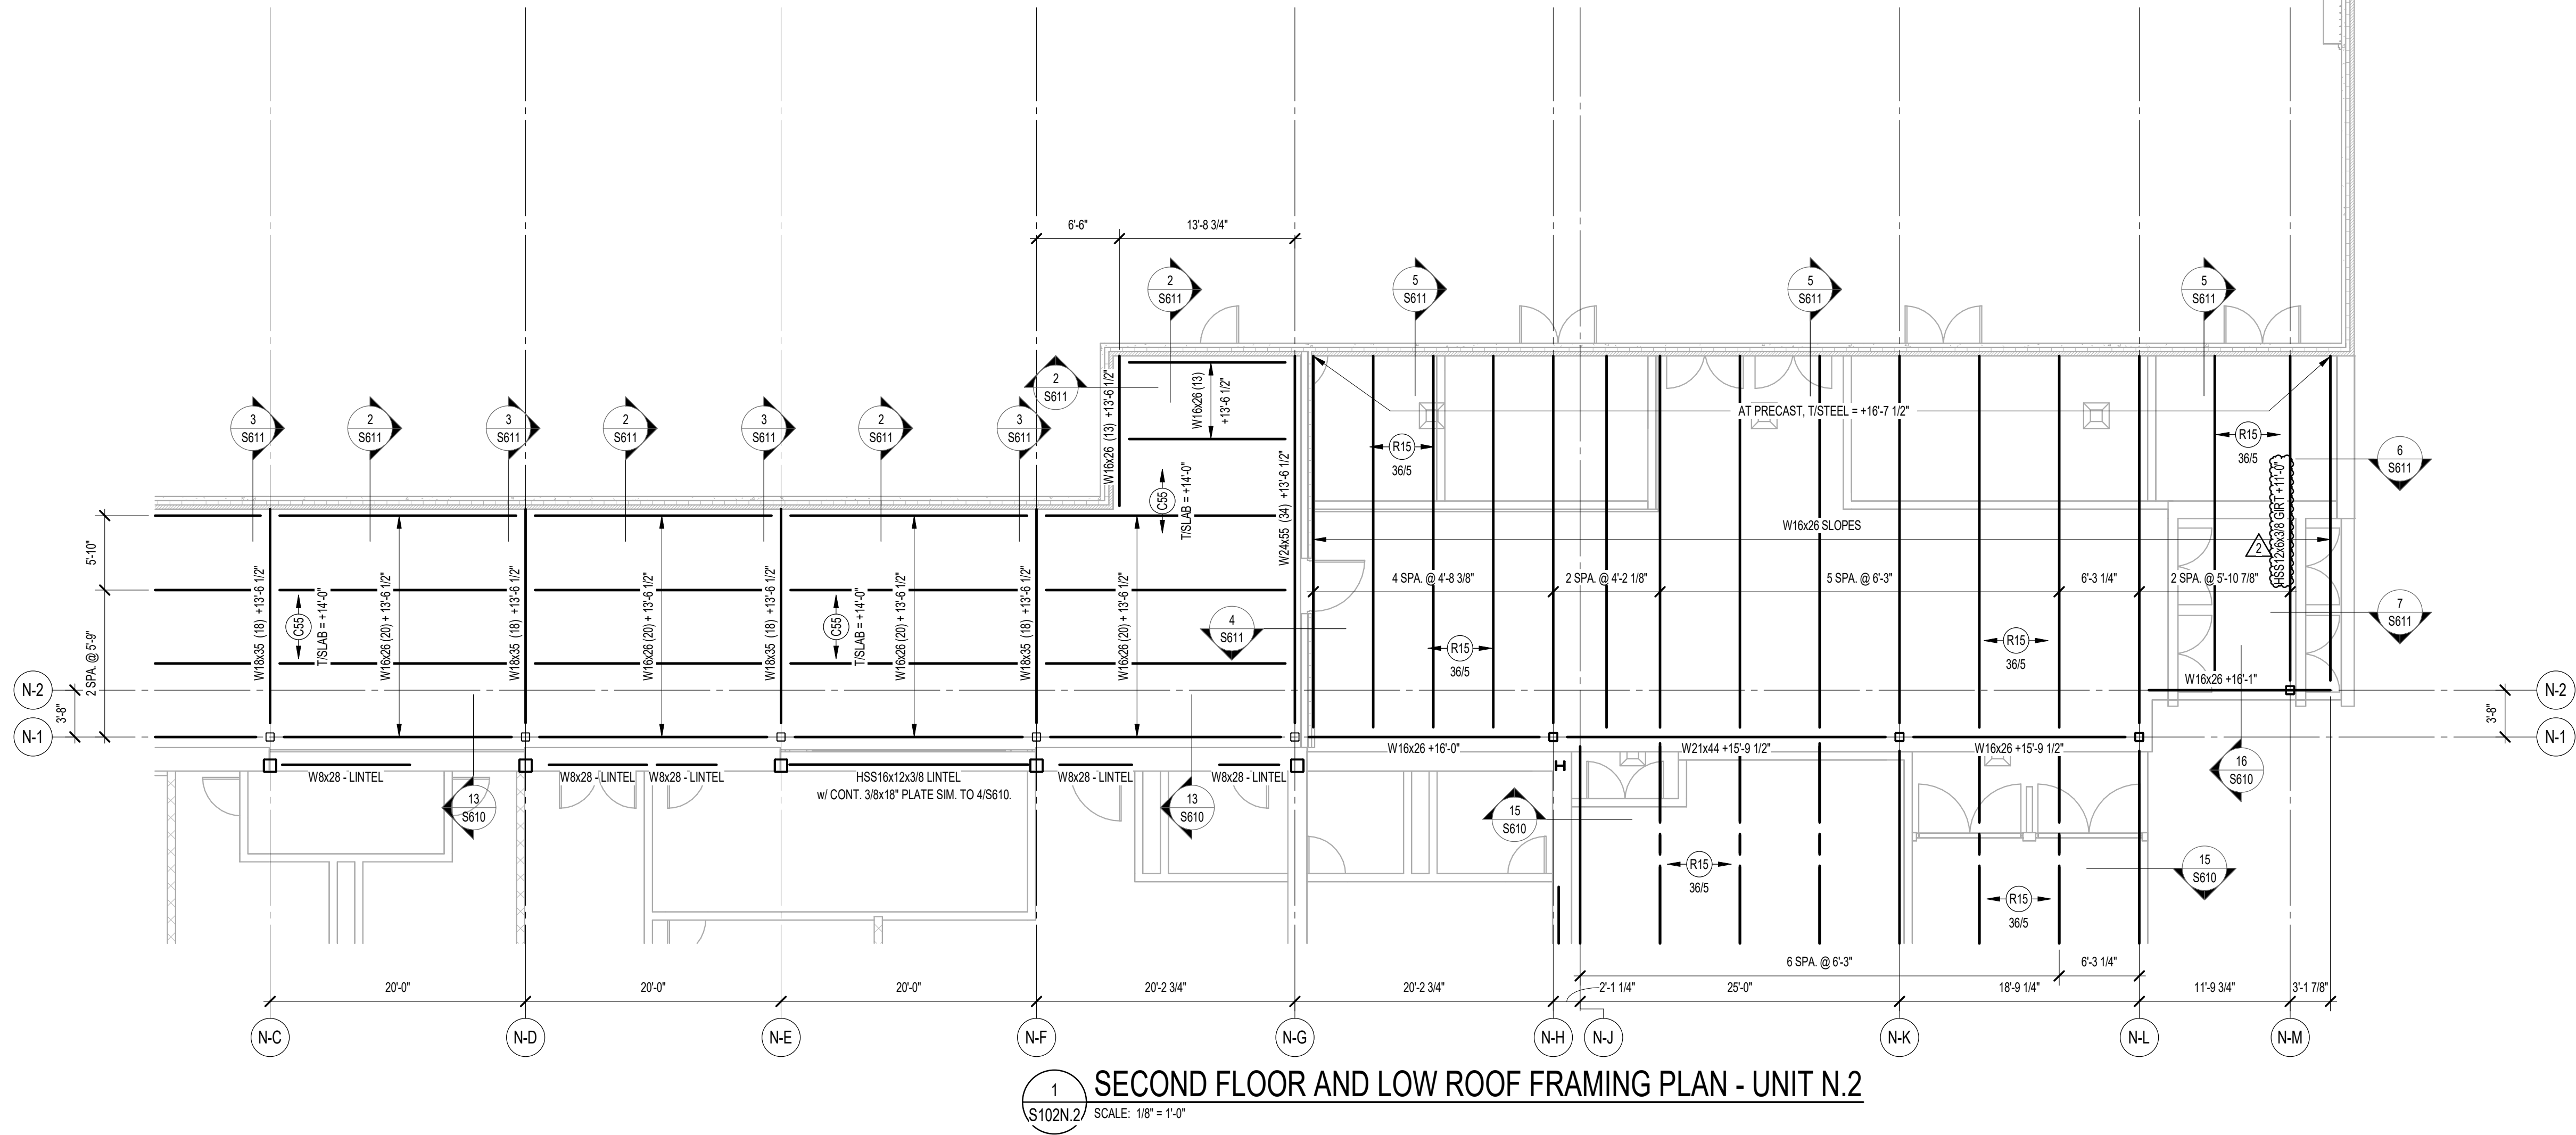 6'-6"
13'-8 3/4"
2
S611
5
S611
5
S611
5
S611
2
S611
W16x26 (13) +13'-6 1/2"
W16x26 (13)
+13'-6 1/2"
3
S611
2
S611
3
S611
2
S611
3
S611
2
S611
3
S611
AT PRECAST, T/STEEL = +16'-7 1/2"
R15
36/5
R15
36/5
6
S611
C55
T/SLAB = +14'-0"
W24x55 (34) +13'-6 1/2"
HSS12x6x3/8 GIRT +11'-0"
2
W16x26 SLOPES
5'-10"
2 SPA. @ 5'-9"
3'-8"
W18x35 (18) +13'-6 1/2"
C55
T/SLAB = +14'-0"
W16x26 (20) + 13'-6 1/2"
W18x35 (18) +13'-6 1/2"
W16x26 (20) + 13'-6 1/2"
W18x35 (18) +13'-6 1/2"
C55
T/SLAB = +14'-0"
W16x26 (20) + 13'-6 1/2"
W18x35 (18) +13'-6 1/2"
W16x26 (20) + 13'-6 1/2"
4 SPA. @ 4'-8 3/8"
2 SPA. @ 4'-2 1/8"
5 SPA. @ 6'-3"
6'-3 1/4"
2 SPA. @ 5'-10 7/8"
4
S611
7
S611
R15
36/5
R15
36/5
W16x26 +16'-1"
N-2
N-2
N-1
N-1
3'-8"
W16x26 +16'-0"
W21x44 +15'-9 1/2"
W16x26 +15'-9 1/2"
W8x28 - LINTEL
W8x28 - LINTEL
W8x28 - LINTEL
HSS16x12x3/8 LINTEL
w/ CONT. 3/8x18" PLATE SIM. TO 4/S610.
W8x28 - LINTEL
W8x28 - LINTEL
13
S610
13
S610
15
S610
16
S610
R15
36/5
15
S610
R15
36/5
6 SPA. @ 6'-3"
6'-3 1/4"
20'-0"
20'-0"
20'-0"
20'-2 3/4"
20'-2 3/4"
2'-1 1/4"
25'-0"
18'-9 1/4"
11'-9 3/4"
3'-1 7/8"
N-C
N-D
N-E
N-F
N-G
N-H
N-J
N-K
N-L
N-M
1
S102N.2
SECOND FLOOR AND LOW ROOF FRAMING PLAN - UNIT N.2
SCALE: 1/8" = 1'-0"